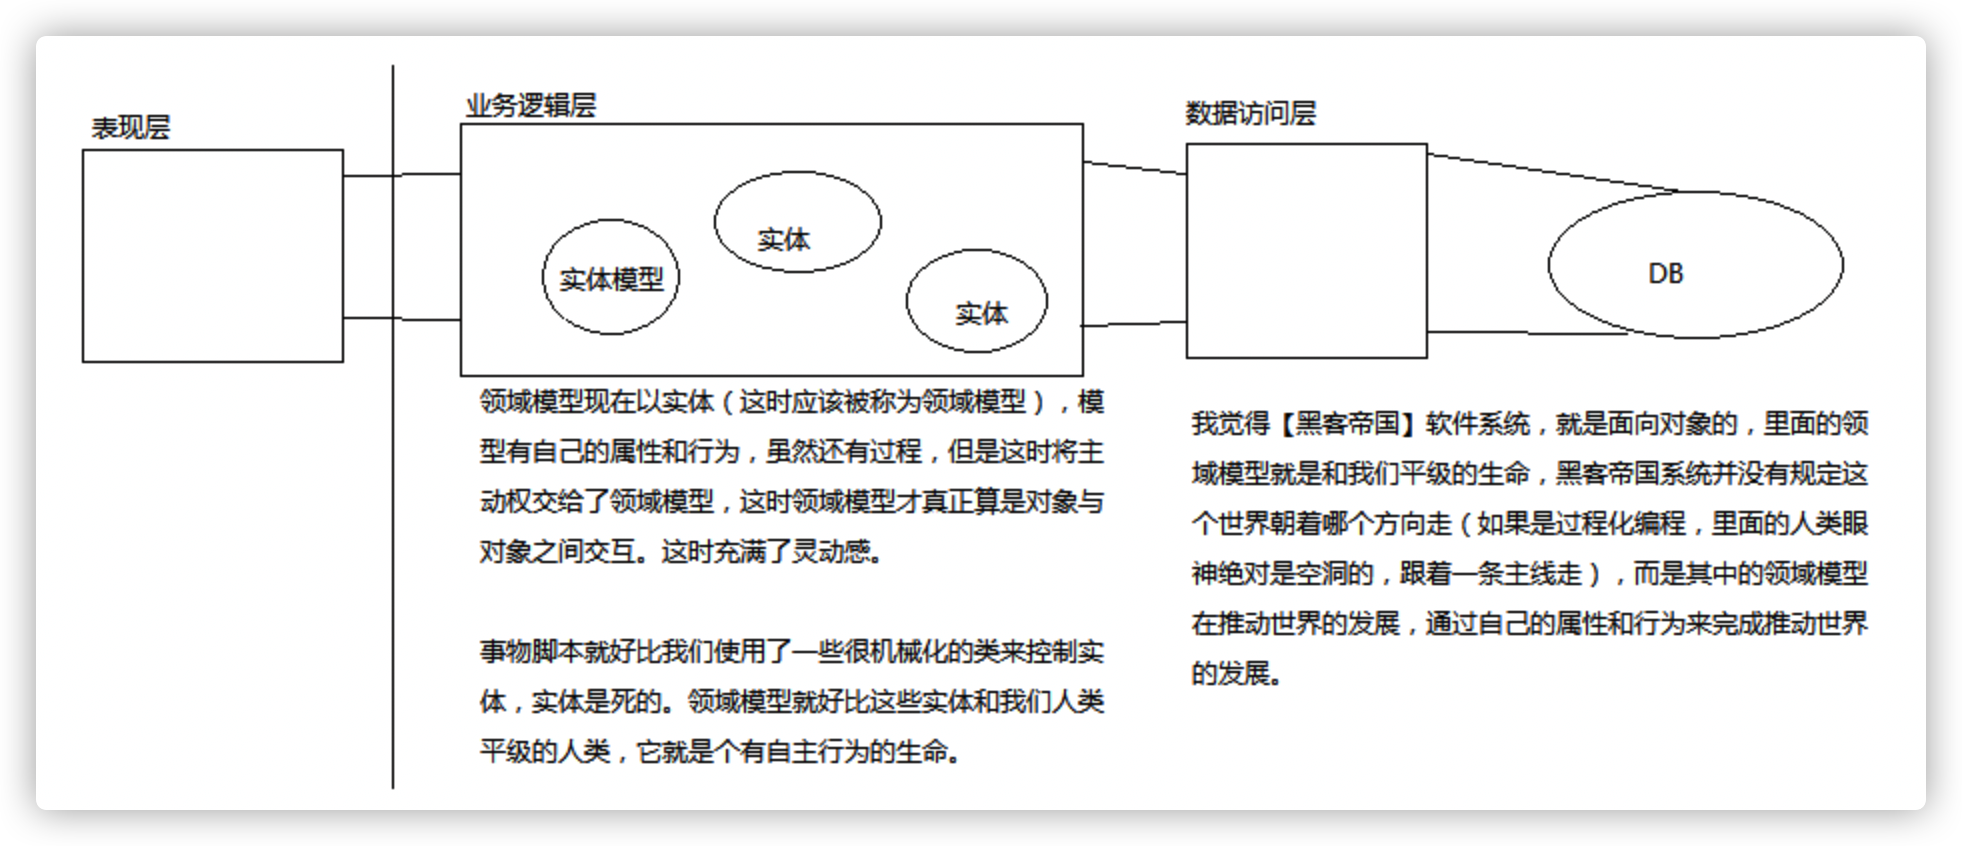 表现层
业务逻辑层
数据访问层
实体模型
实体
实体
DB
领域模型现在以实体（这时应该被称为领域模型），模
型有自己的属性和行为，虽然还有过程，但是这时将主
动权交给了领域模型，这时领域模型才真正算是对象与
对象之间交互。这时充满了灵动感。
事物脚本就好比我们使用了一些很机械化的类来控制实
体，实体是死的。领域模型就好比这些实体和我们人类
平级的人类，它就是个有自主行为的生命。
我觉得【黑客帝国】软件系统，就是面向对象的，里面的领
域模型就是和我们平级的生命，黑客帝国系统并没有规定这
个世界朝着哪个方向走（如果是过程化编程，里面的人类眼
神绝对是空洞的，跟着一条主线走），而是其中的领域模型
在推动世界的发展，通过自己的属性和行为来完成推动世界
的发展。